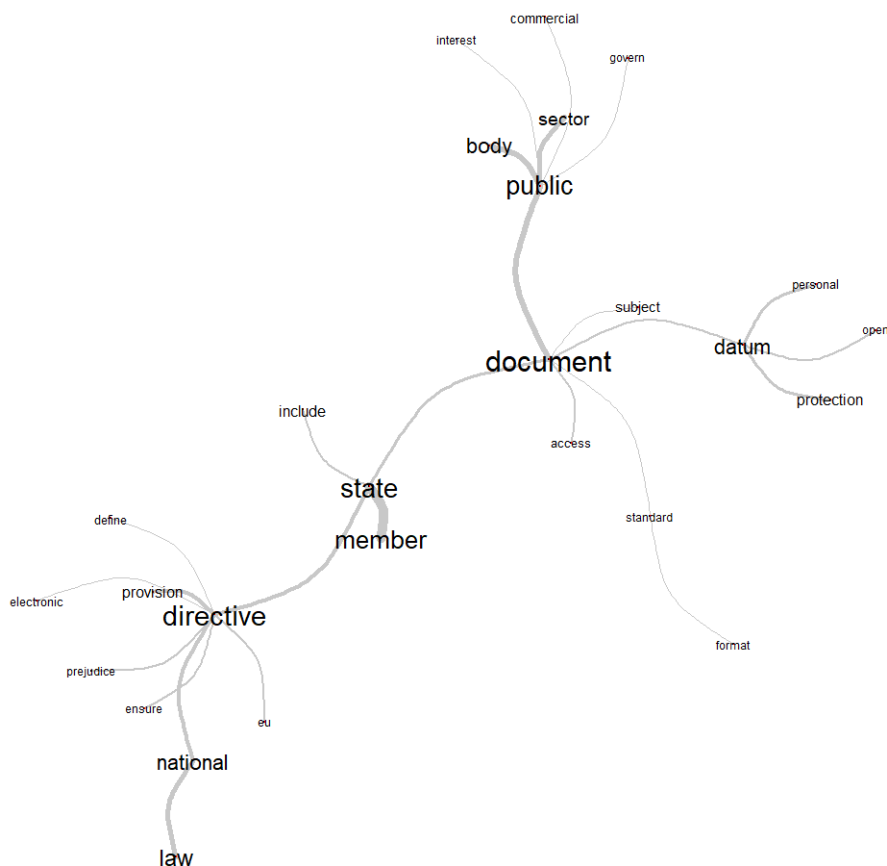 commercial
interest
govern
sector
body
public
personal
subject
open
datum
document
protection
include
access
state
standard
define
member
provision
electronic
directive
format
prejudice
ensure
eu
national
law